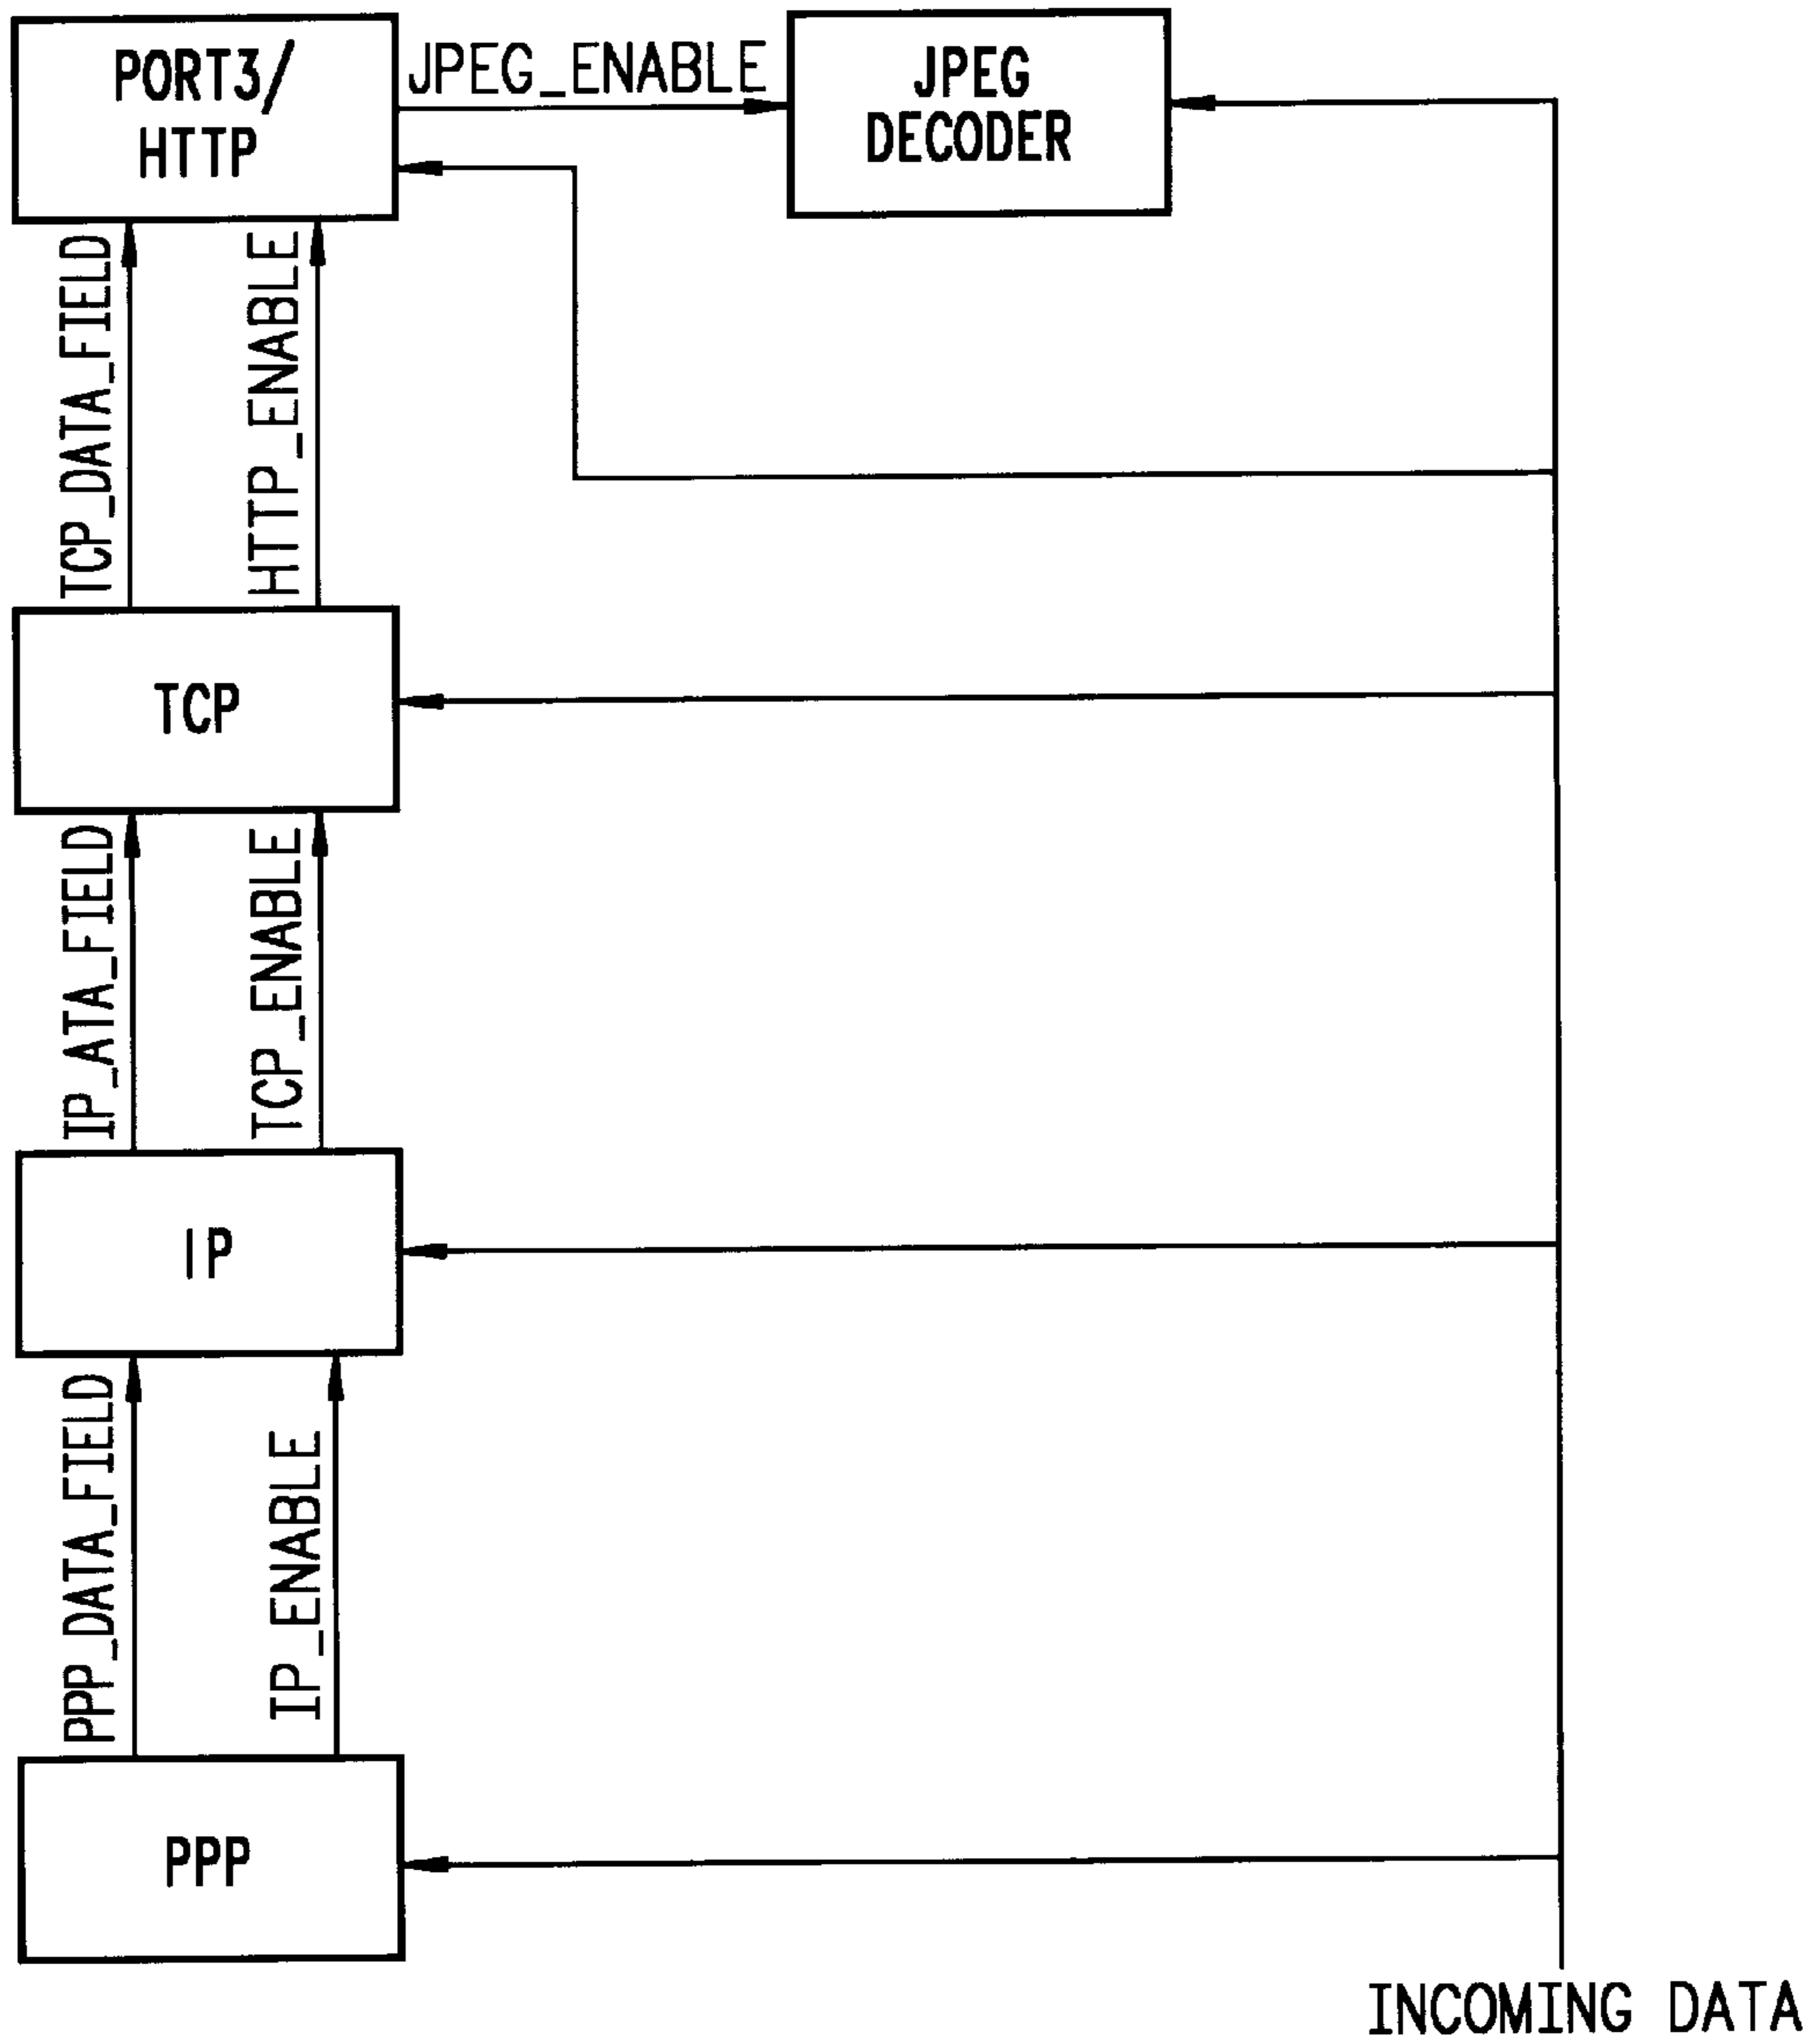 PORT3/
HTTP
JPEG_ENABLE
JPEG
DECODER
TCP_DATA_FIELD
HTTP_ENABLE
TCP
IP_ATA_FIELD
TCP_ENABLE
IP
PPP_DATA_FIELD
IP_ENABLE
PPP
INCOMING DATA